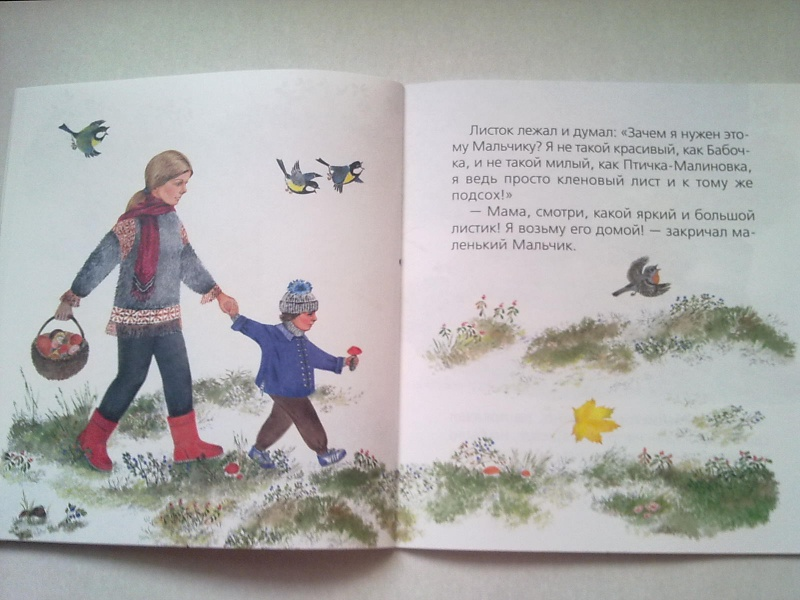 Листок лежал и думал: «Зачем я нужен это-
му Мальчику? Я не такой красивый, как Бабоч-
ка, и не такой милый, как Птичка-Малиновка,
я ведь просто кленовый лист и к тому же
подсох!»
— Мама, смотри, какой яркий и большой
листик! Я возьму его домой! — закричал ма-
ленький Мальчик.